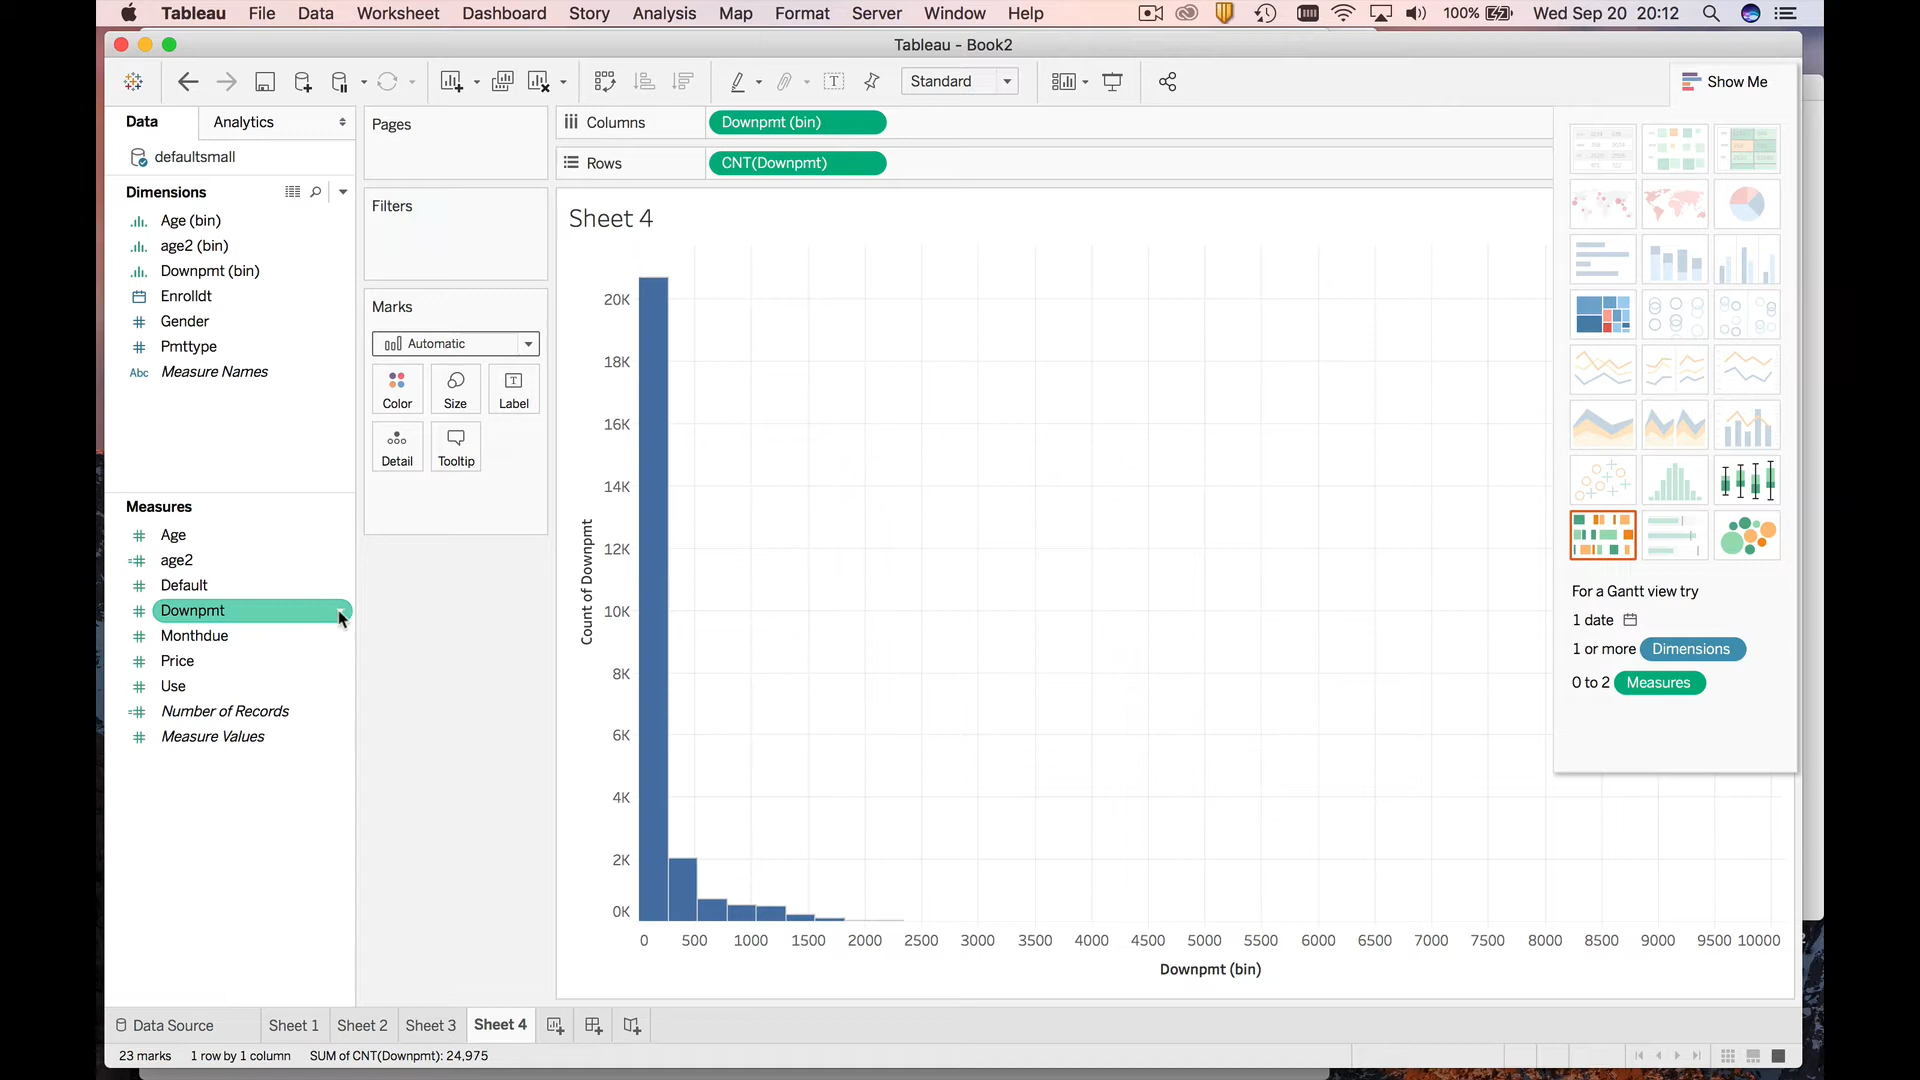 Tableau File Data Worksheet Dashboard Story Analysis Map Format Server Window Help 100% Wed Sep 20 20:12
Tableau - Book2
Standard
Show Me
Data Analytics
defaultsmall
Dimensions
Age (bin)
age2 (bin)
Downpmt (bin)
Enrolldt
Gender
Pmttype
Abc Measure Names
Measures
Age
age2
Default
Downpmt
Monthdue
Price
Use
Number of Records
Measure Values
Pages
Filters
Marks
Automatic
Color Size Label
Detail Tooltip
Columns Downpmt (bin)
Rows CNT(Downpmt)
Sheet 4
20K
18K
16K
14K
12K
10K
8K
6K
4K
2K
0K
Count of Downpmt
0 500 1000 1500 2000 2500 3000 3500 4000 4500 5000 5500 6000 6500 7000 7500 8000 8500 9000 9500 10000
Downpmt (bin)
For a Gantt view try
1 date
1 or more Dimensions
0 to 2 Measures
Data Source Sheet 1 Sheet 2 Sheet 3 Sheet 4
23 marks 1 row by 1 column SUM of CNT(Downpmt): 24,975